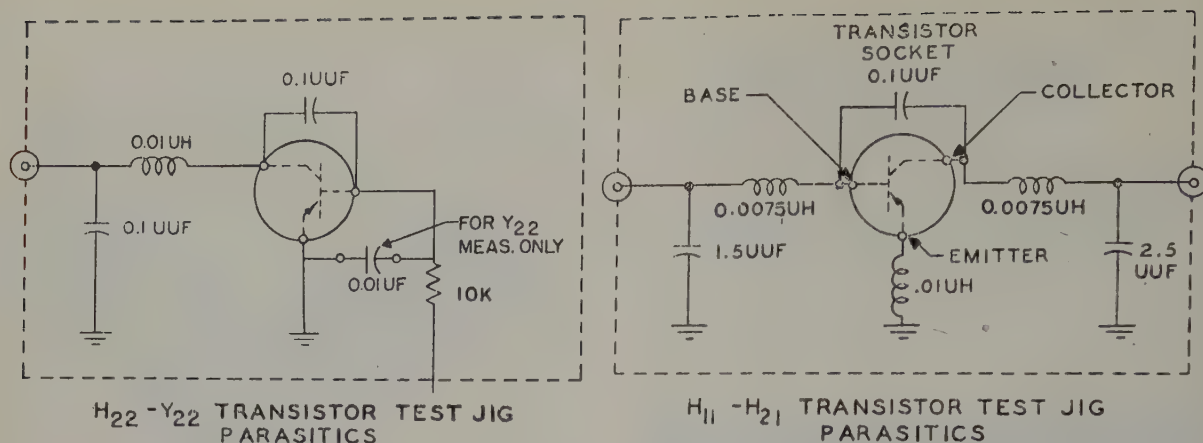 0.1UUF
0.01UH
0.1 UUF
FOR Y22
MEAS. ONLY
0.01UF
10K
H22-Y22 TRANSISTOR TEST JIG
PARASITICS
TRANSISTOR
SOCKET
0.1UUF
BASE
COLLECTOR
0.0075UH
0.0075UH
1.5UUF
EMITTER
2.5
UUF
.01UH
H11-H21 TRANSISTOR TEST JIG
PARASITICS